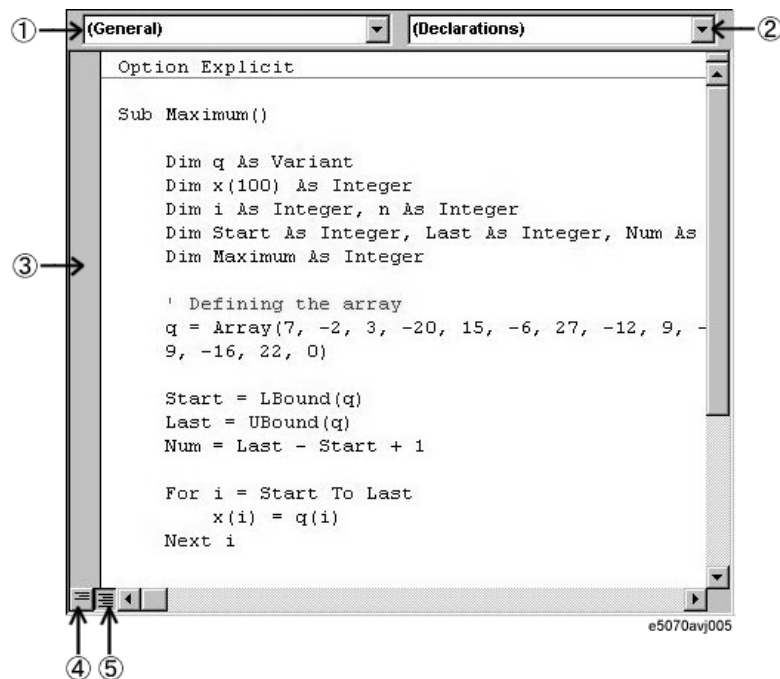 ① (General) (Declarations) ②
Option Explicit
Sub Maximum()
Dim q As Variant
Dim x(100) As Integer
Dim i As Integer, n As Integer
Dim Start As Integer, Last As Integer, Num As
③
Dim Maximum As Integer
' Defining the array
q = Array(7, -2, 3, -20, 15, -6, 27, -12, 9, -
9, -16, 22, 0)
Start = LBound(q)
Last = UBound(q)
Num = Last - Start + 1
For i = Start To Last
x(i) = q(i)
Next i
e5070avj005
④ ⑤